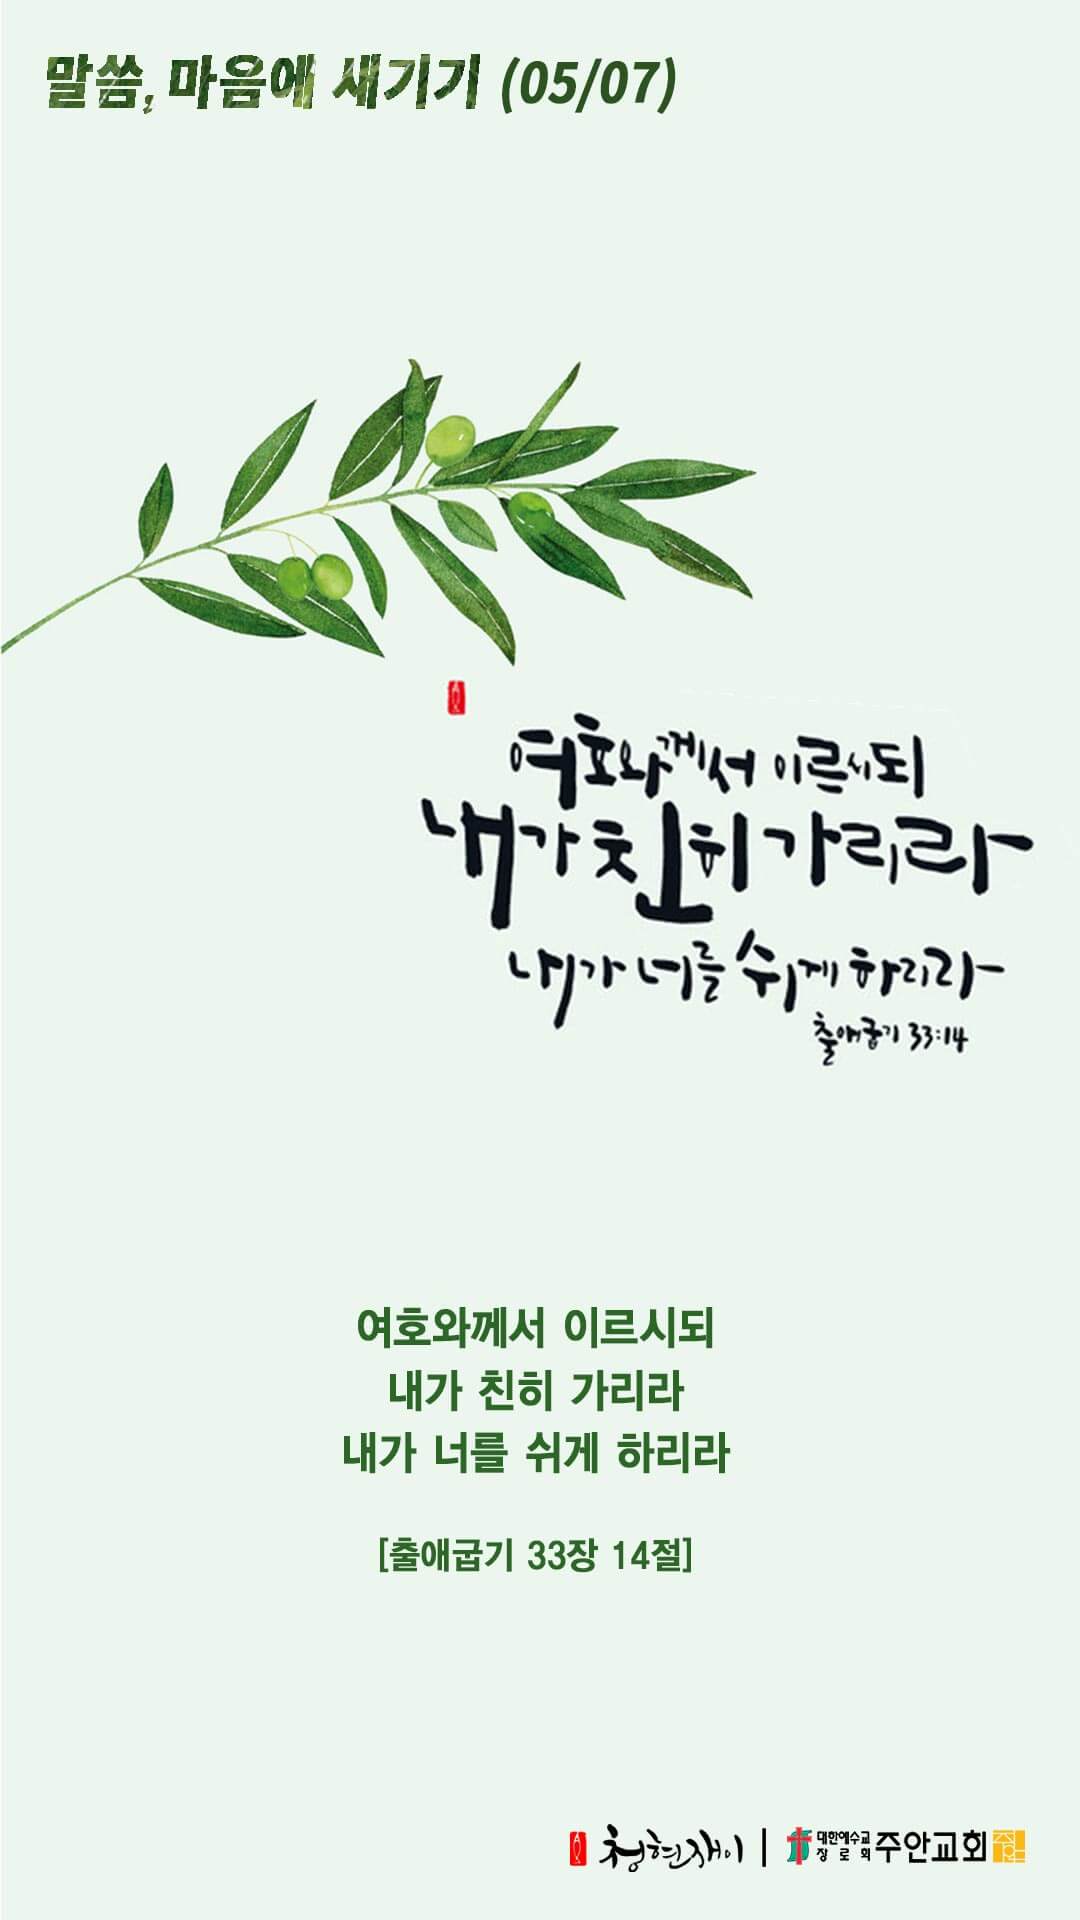 말씀, 마음에 새기기 (05/07)
여호와께서 이르시되
내가 친히 가리라
내가 너를 쉬게 하리라
출애굽기 33:14
여호와께서 이르시되
내가 친히 가리라
내가 너를 쉬게 하리라
[출애굽기 33장 14절]
청현재이 | 대한예수교 장로회 주안교회